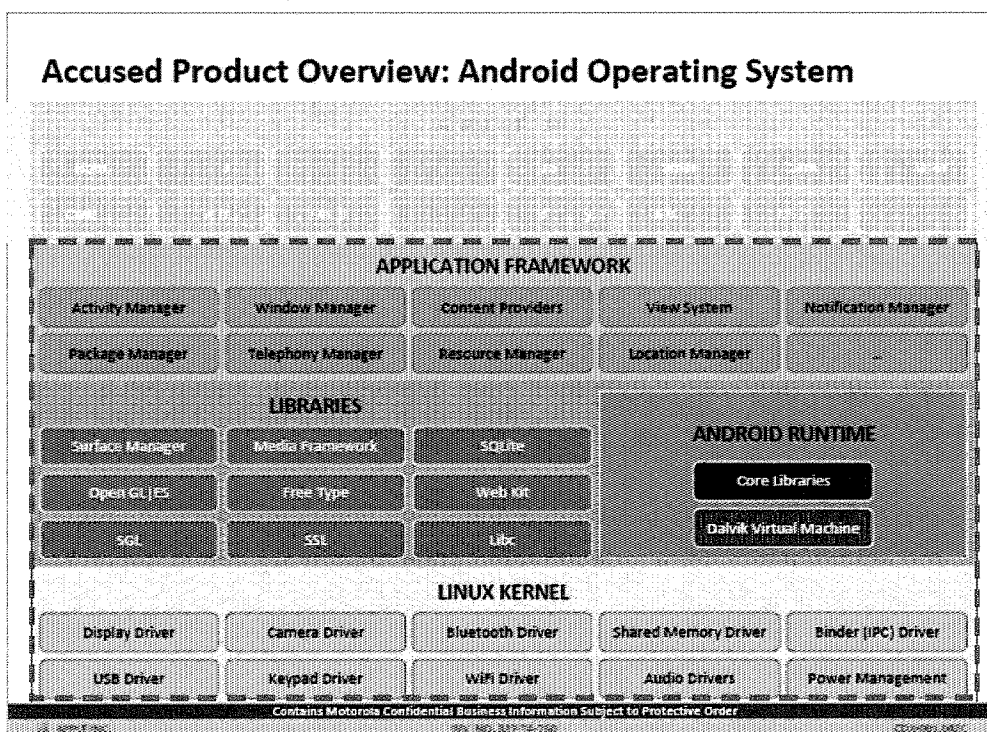 Accused Product Overview: Android Operating System
APPLICATION FRAMEWORK
Activity Manager Window Manager Content Providers View System Notification Manager
Package Manager Telephony Manager Resource Manager Location Manager ...
LIBRARIES
Surface Manager Media Framework SQLite
Open GL|ES Free Type Web Kit
SGL SSL Libc
ANDROID RUNTIME
Core Libraries
Dalvik Virtual Machine
LINUX KERNEL
Display Driver Camera Driver Bluetooth Driver Shared Memory Driver Binder (IPC) Driver
USB Driver Keypad Driver WiFi Driver Audio Drivers Power Management
Contains Motorola Confidential Business Information Subject to Protective Order